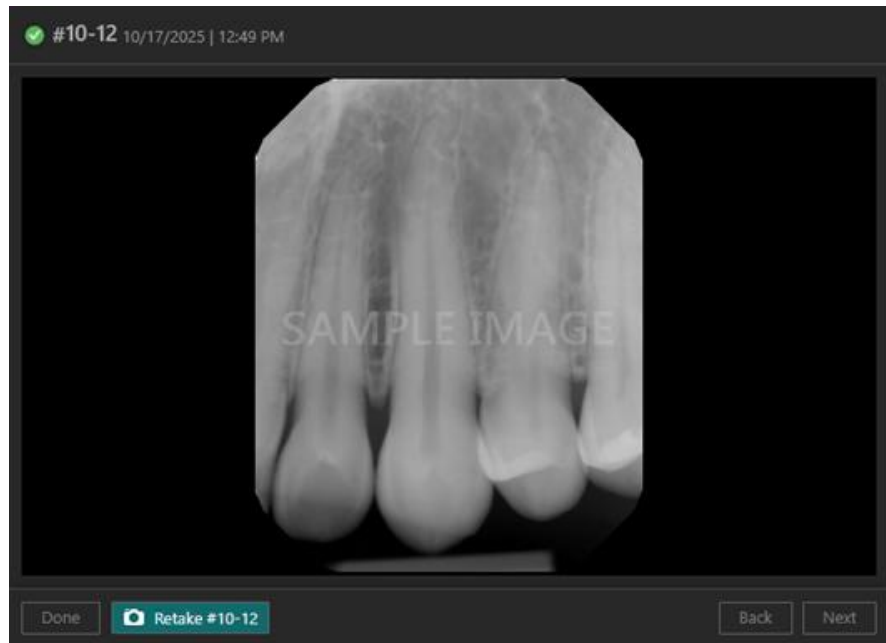 #10-12 10/17/2025 | 12:49 PM
SAMPLE IMAGE
Done
Retake #10-12
Back
Next